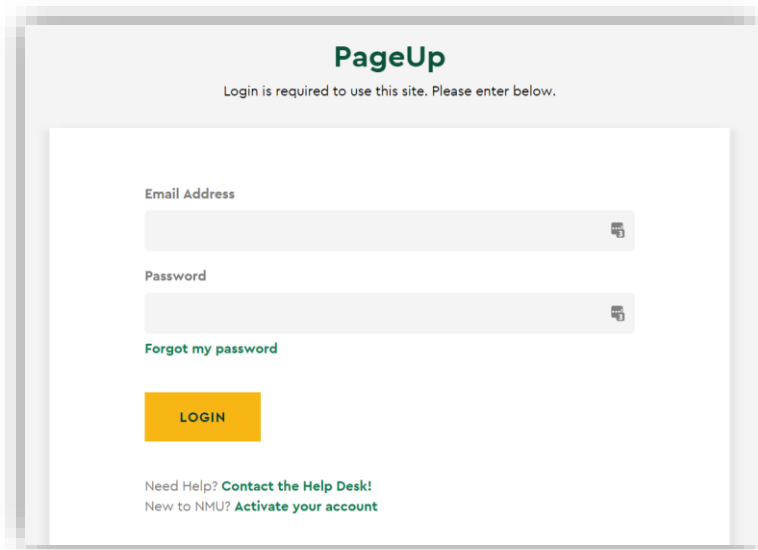 PageUp
Login is required to use this site. Please enter below.
Email Address
Password
Forgot my password
LOGIN
Need Help? Contact the Help Desk!
New to NMU? Activate your account